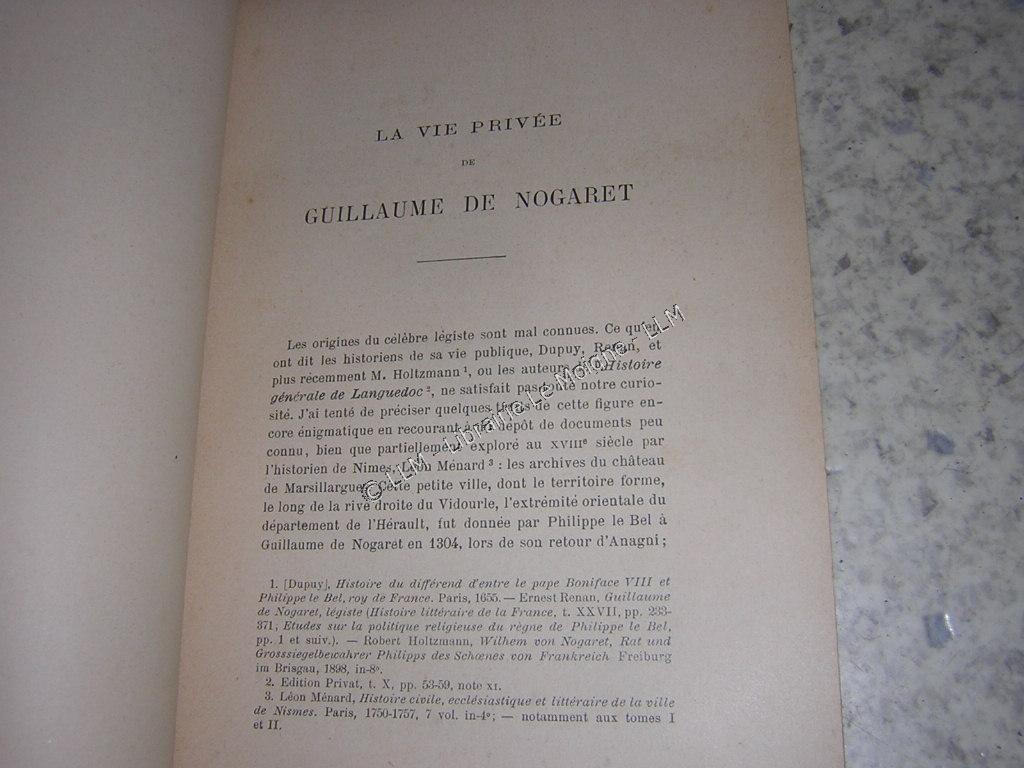 LA VIE PRIVÉE
DE
GUILLAUME DE NOGARET
Les origines du célèbre légiste sont mal connues. Ce qu'en
ont dit les historiens de sa vie publique, Dupuy, Renan, et
plus récemment M. Holtzmann 1, ou les auteurs de l'Histoire
générale de Languedoc 2, ne satisfait pas toute notre curio-
sité. J'ai tenté de préciser quelques traits de cette figure en-
core énigmatique en recourant à un dépôt de documents peu
connu, bien que partiellement exploré au XVIIIe siècle par
l'historien de Nimes, Léon Ménard 3 : les archives du château
de Marsillargues. Cette petite ville, dont le territoire forme,
le long de la rive droite du Vidourle, l'extrémité orientale du
département de l'Hérault, fut donnée par Philippe le Bel à
Guillaume de Nogaret en 1304, lors de son retour d'Anagni ;
1. [Dupuy], Histoire du différend d'entre le pape Boniface VIII et
Philippe le Bel, roy de France. Paris, 1655. — Ernest Renan, Guillaume
de Nogaret, légiste (Histoire littéraire de la France, t. XXVII, pp. 233-
371; Etudes sur la politique religieuse du règne de Philippe le Bel,
pp. 1 et suiv.). — Robert Holtzmann, Wilhem von Nogaret, Rat und
Grosssiegelbewahrer Philipps des Schœnes von Frankreich Freiburg
im Brisgau, 1898, in-8º.
2. Edition Privat, t. X, pp. 53-59, note XI.
3. Léon Ménard, Histoire civile, ecclésiastique et littéraire de la ville
de Nismes. Paris, 1750-1757, 7 vol. in-4º; — notamment aux tomes I
et II.
© LLM - Librairie Le Moigne - LLM